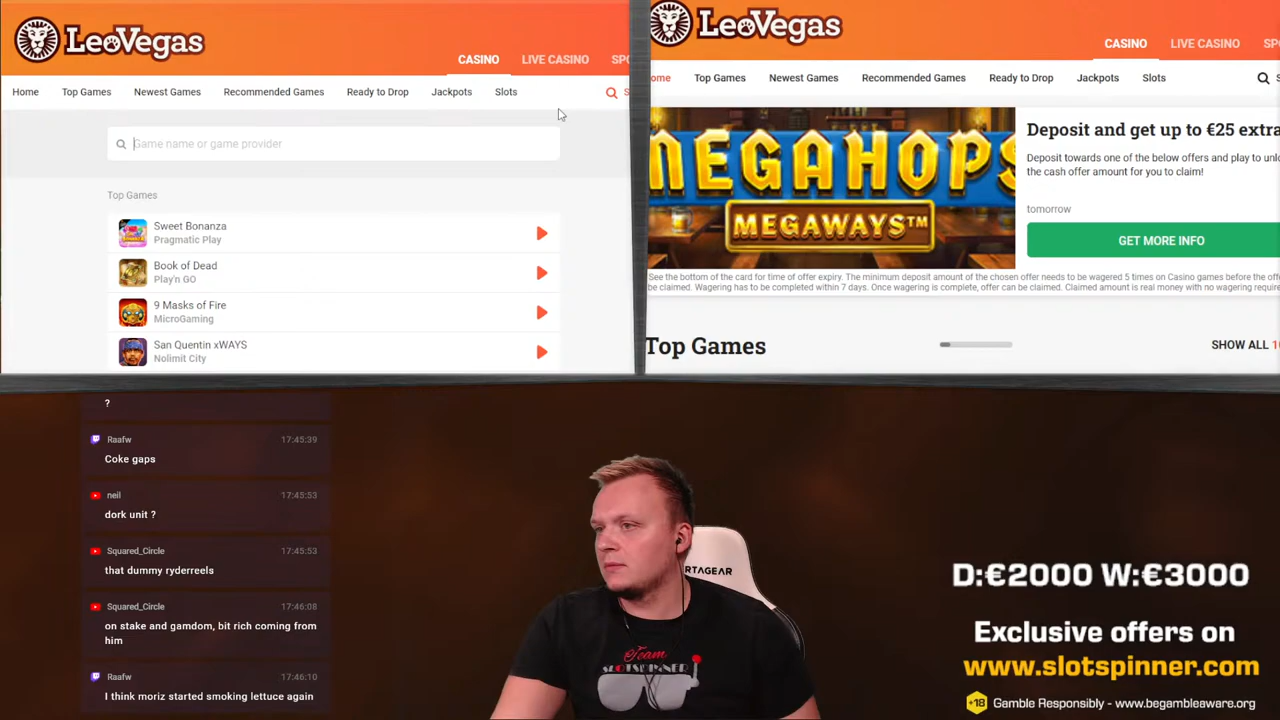 LeoVegas
CASINO LIVE CASINO SPO
Home Top Games Newest Games Recommended Games Ready to Drop Jackpots Slots S
Game name or game provider
Top Games
Sweet Bonanza
Pragmatic Play
Book of Dead
Play'n GO
9 Masks of Fire
MicroGaming
San Quentin xWAYS
Nolimit City
LeoVegas
CASINO LIVE CASINO SPO
ome Top Games Newest Games Recommended Games Ready to Drop Jackpots Slots S
MEGAHOPS
MEGAWAYS™
Deposit and get up to €25 extra
Deposit towards one of the below offers and play to unlo
the cash offer amount for you to claim!
tomorrow
GET MORE INFO
See the bottom of the card for time of offer expiry. The minimum deposit amount of the chosen offer needs to be wagered 5 times on Casino games before the offe
be claimed. Wagering has to be completed within 7 days. Once wagering is complete, offer can be claimed. Claimed amount is real money with no wagering require
Top Games
SHOW ALL 10
?
Raafw 17:45:39
Coke gaps
neil 17:45:53
dork unit ?
Squared_Circle 17:45:53
that dummy ryderreels
Squared_Circle 17:46:08
on stake and gamdom, bit rich coming from
him
Raafw 17:46:10
I think moriz started smoking lettuce again
RTAGEAR
Team
SLOTSPINNER
D:€2000 W:€3000
Exclusive offers on
www.slotspinner.com
+18 Gamble Responsibly - www.begambleaware.org